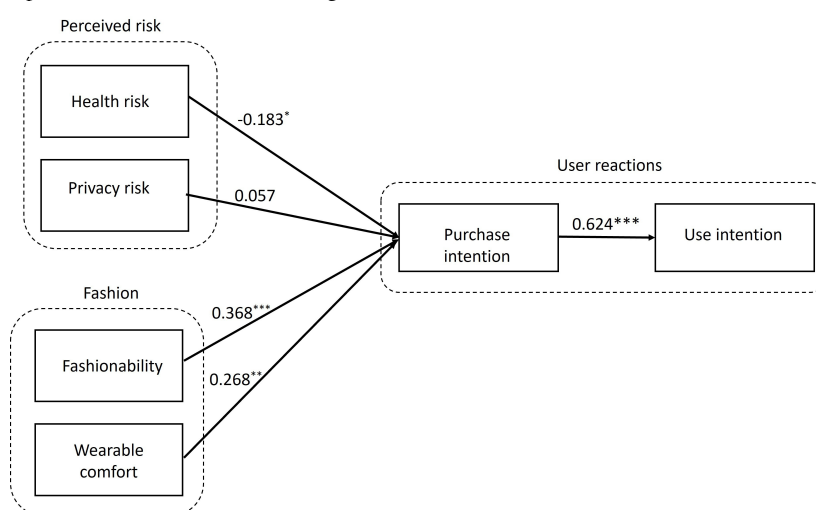 Perceived risk
Health risk
-0.183*
Privacy risk
0.057
User reactions
Purchase
intention
0.624***
Use intention
Fashion
0.368***
Fashionability
0.268**
Wearable
comfort